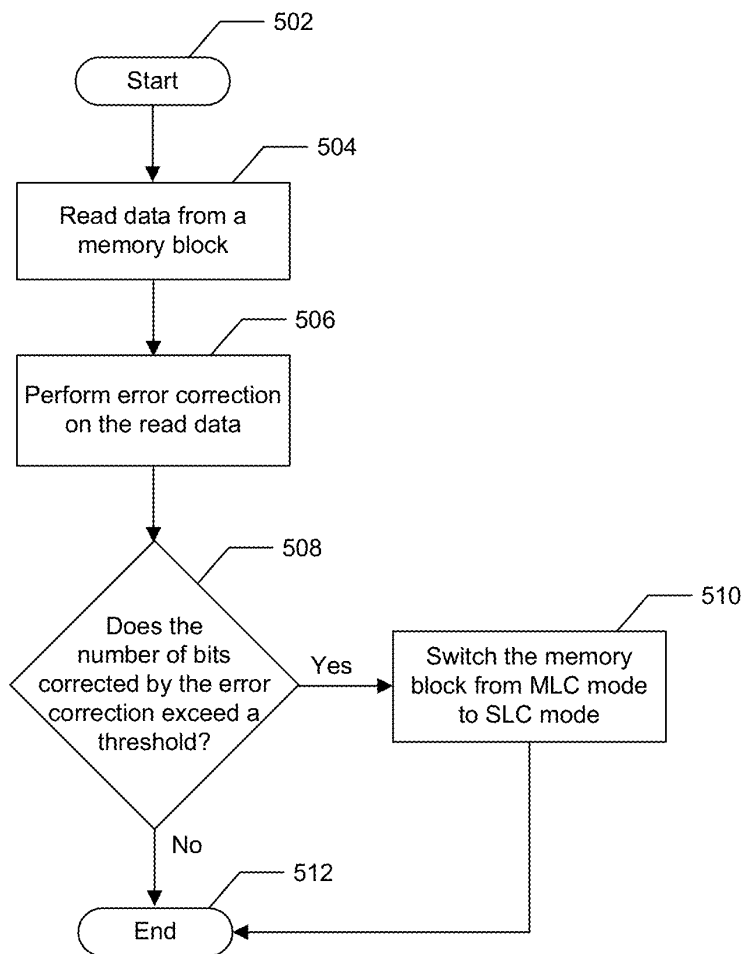 502
Start
504
Read data from a
memory block
506
Perform error correction
on the read data
508
Does the
number of bits
corrected by the error
correction exceed a
threshold?
Yes
510
Switch the memory
block from MLC mode
to SLC mode
No
512
End